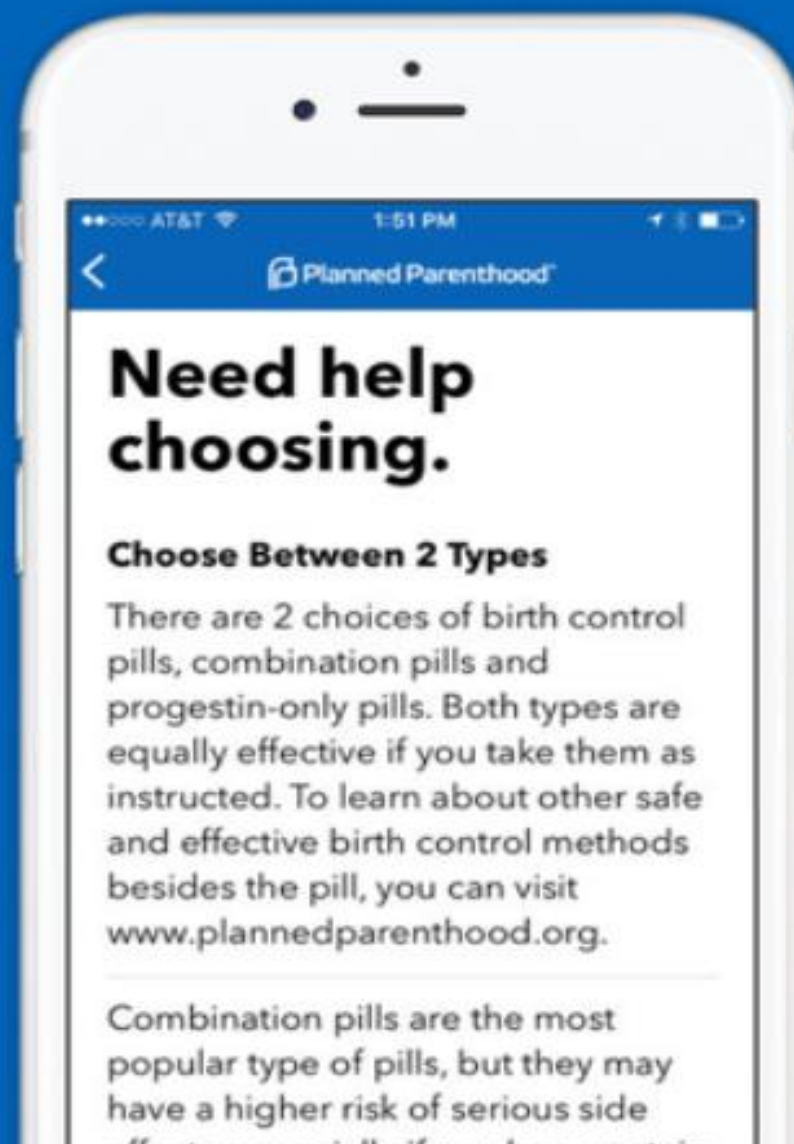 AT&T 1:51 PM
Planned Parenthood
Need help
choosing.
Choose Between 2 Types
There are 2 choices of birth control
pills, combination pills and
progestin-only pills. Both types are
equally effective if you take them as
instructed. To learn about other safe
and effective birth control methods
besides the pill, you can visit
www.plannedparenthood.org.
Combination pills are the most
popular type of pills, but they may
have a higher risk of serious side